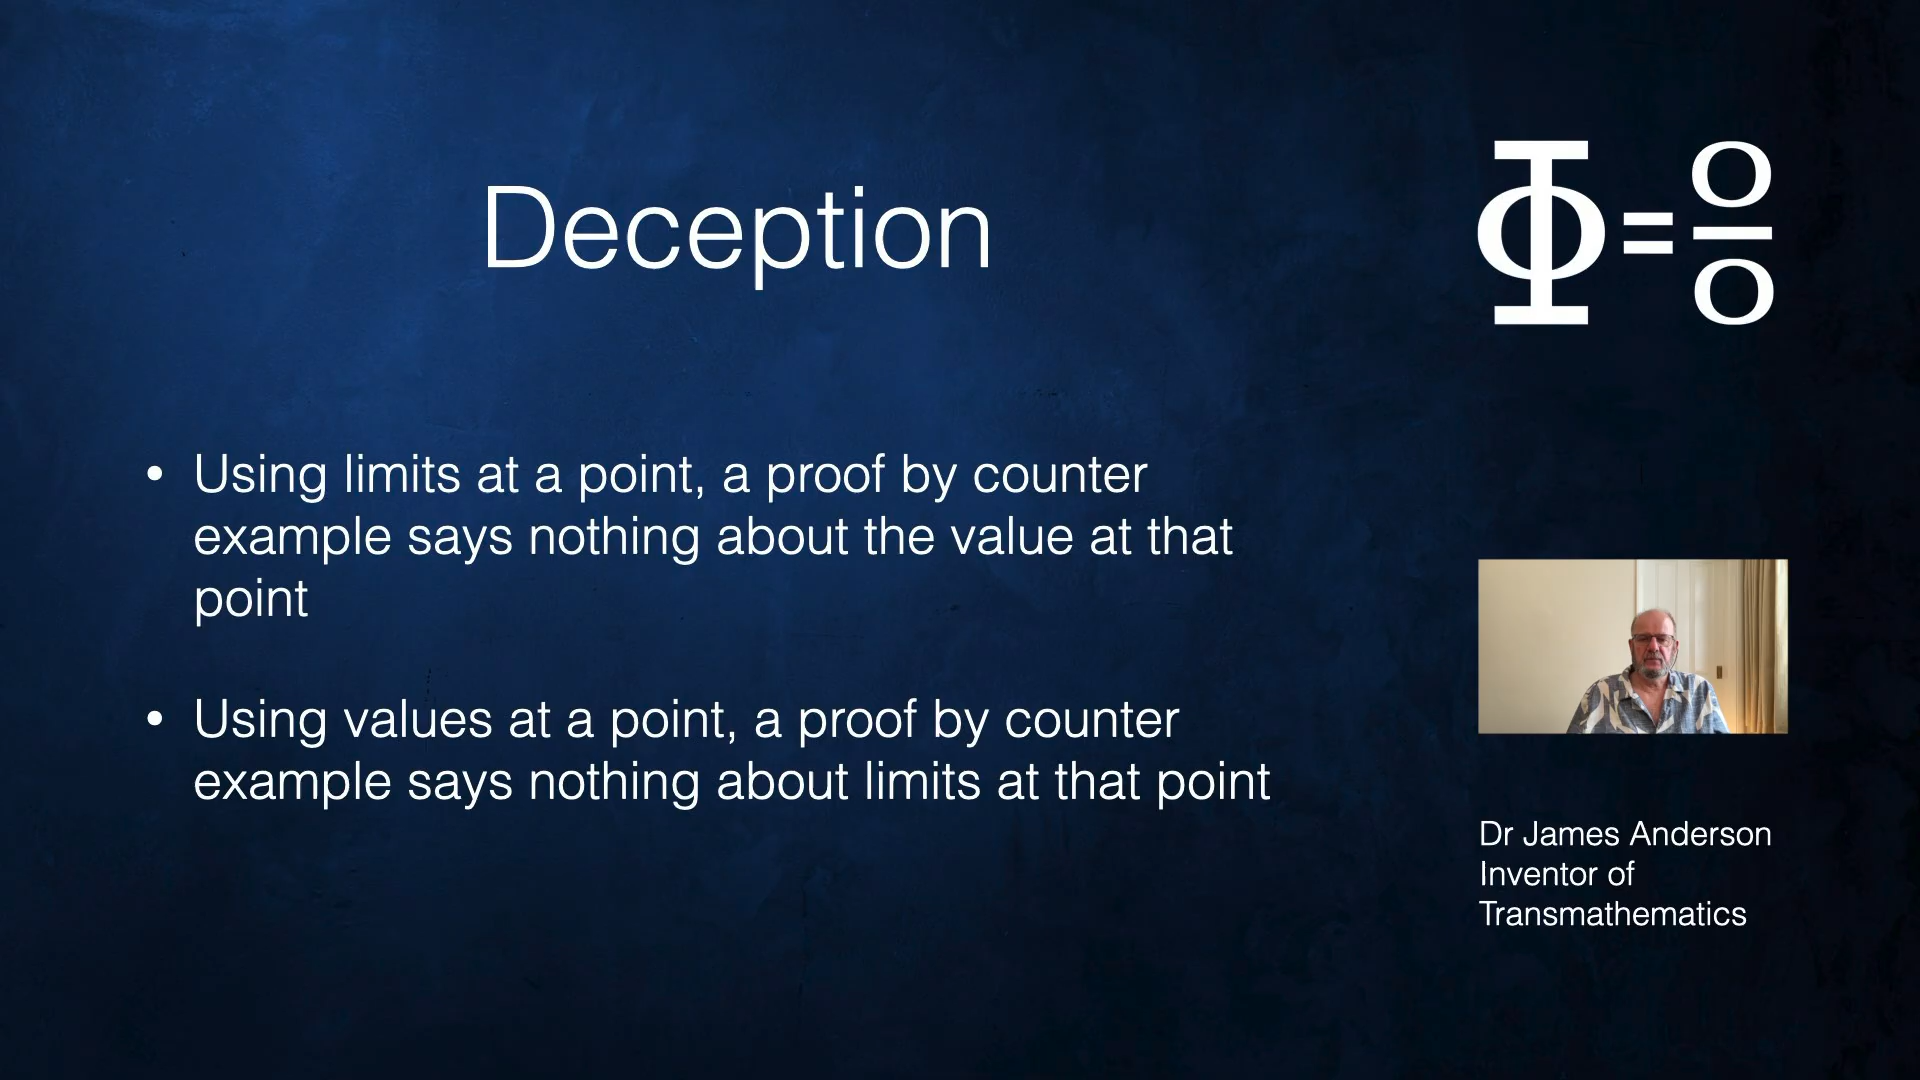 Deception
Φ=0/0
• Using limits at a point, a proof by counter
example says nothing about the value at that
point
• Using values at a point, a proof by counter
example says nothing about limits at that point
Dr James Anderson
Inventor of
Transmathematics